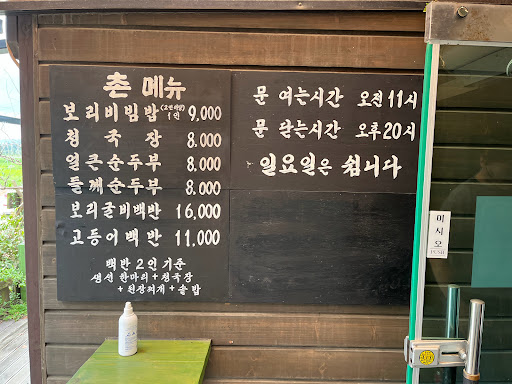 촌 메뉴
보리비빔밥 1인 9,000
청국장 8.000
얼큰순두부 8.000
들깨순두부 8.000
보리굴비백반 16,000
고등어백반 11.000
백반 2인 기준
생선 한마리 + 청국장
+ 된장찌개 + 솥밥
문 여는시간 오전11시
문 닫는시간 오후20시
일요일은 쉽니다
미시오
PUSH